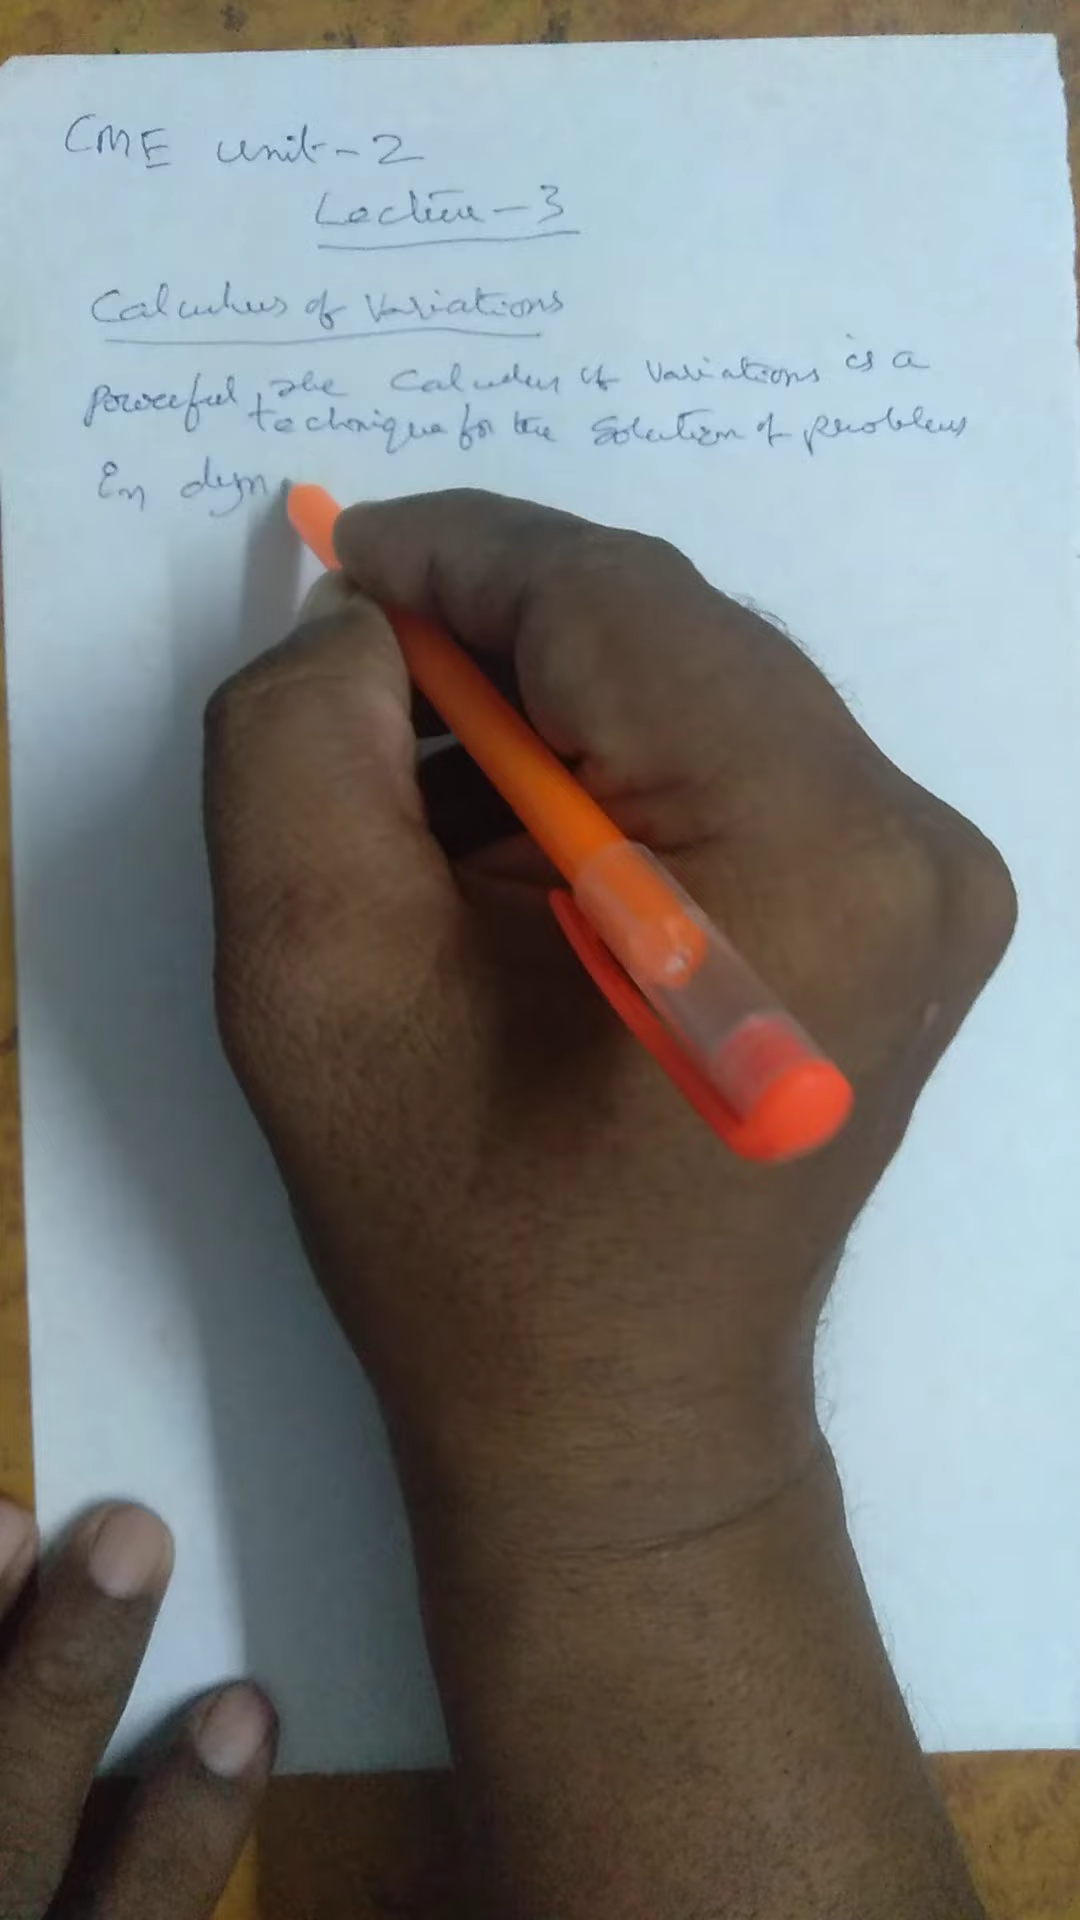 CME Unit-2
Lecture-3
Calculus of Variations
The Calculus of Variations is a
powerful technique for the Solution of problems
In dyn